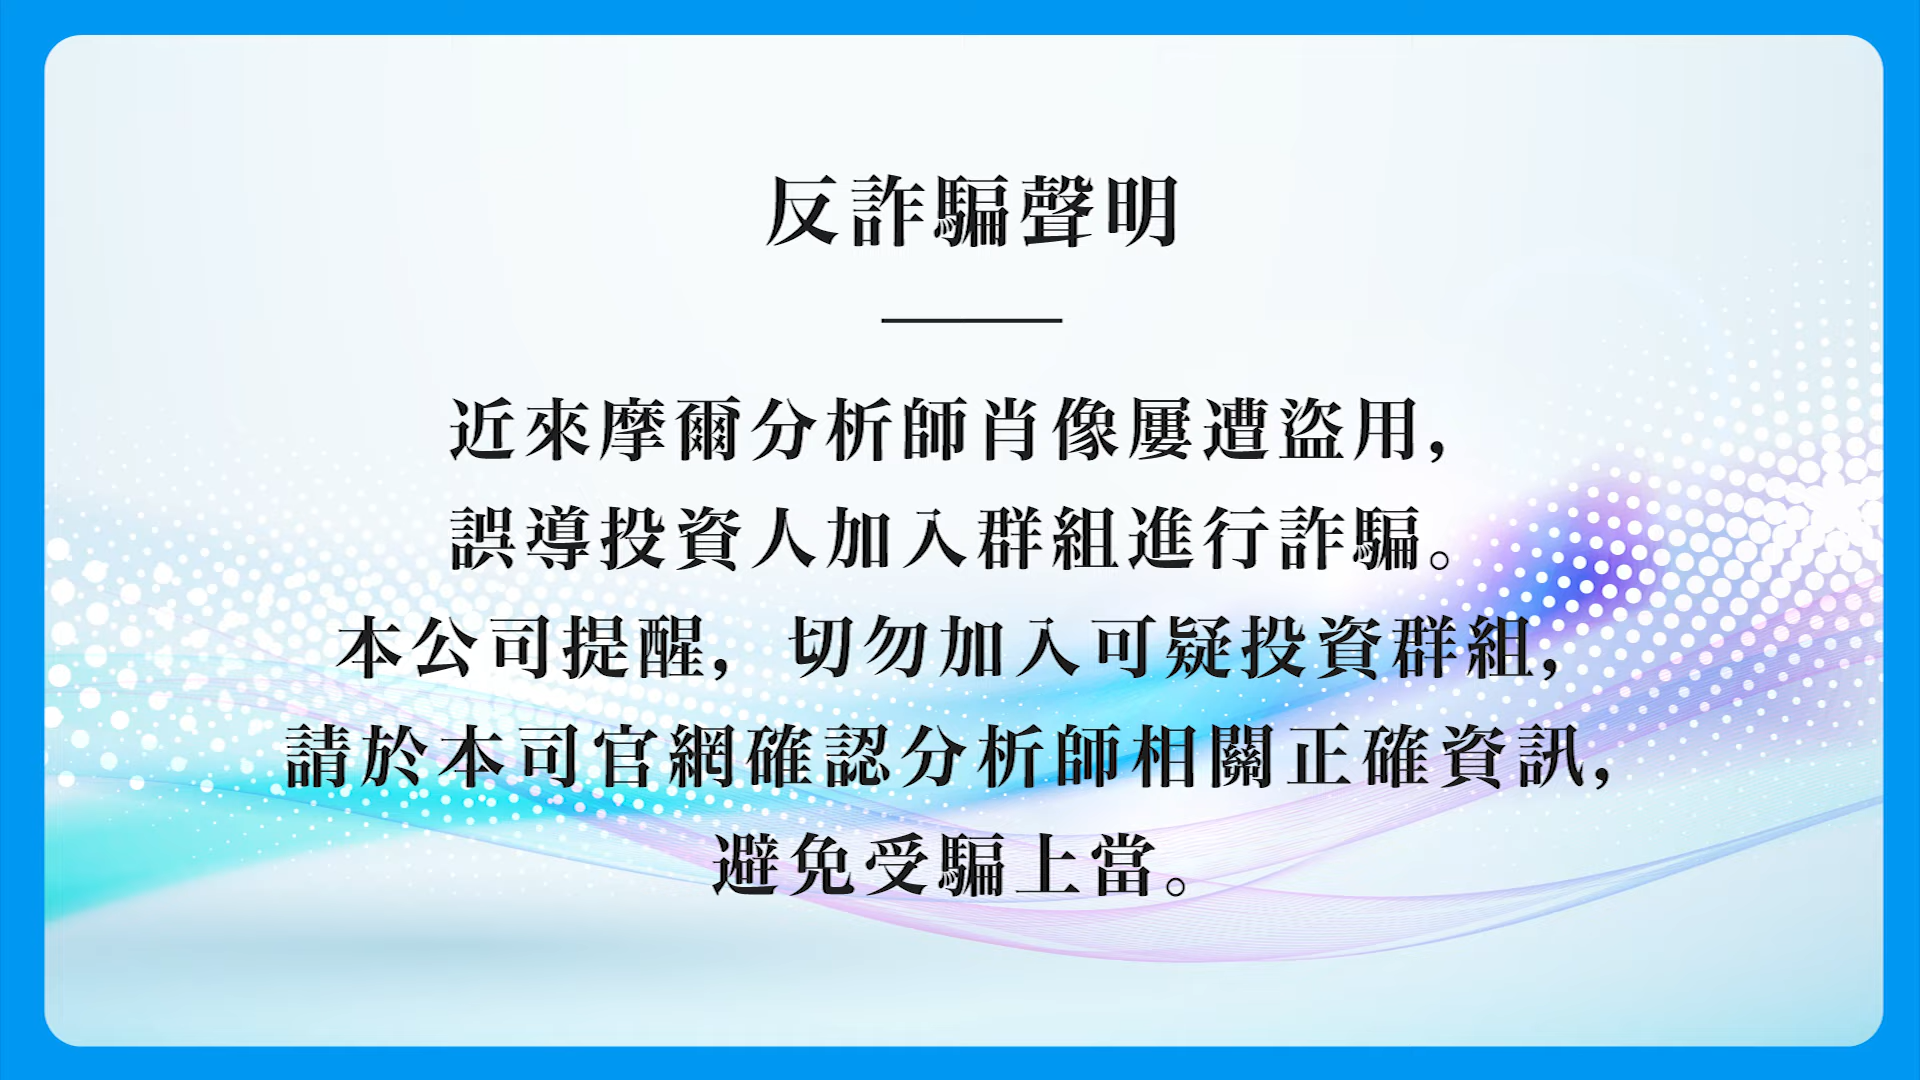 反詐騙聲明
近來摩爾分析師肖像屢遭盜用，
誤導投資人加入群組進行詐騙。
本公司提醒，切勿加入可疑投資群組，
請於本司官網確認分析師相關正確資訊，
避免受騙上當。